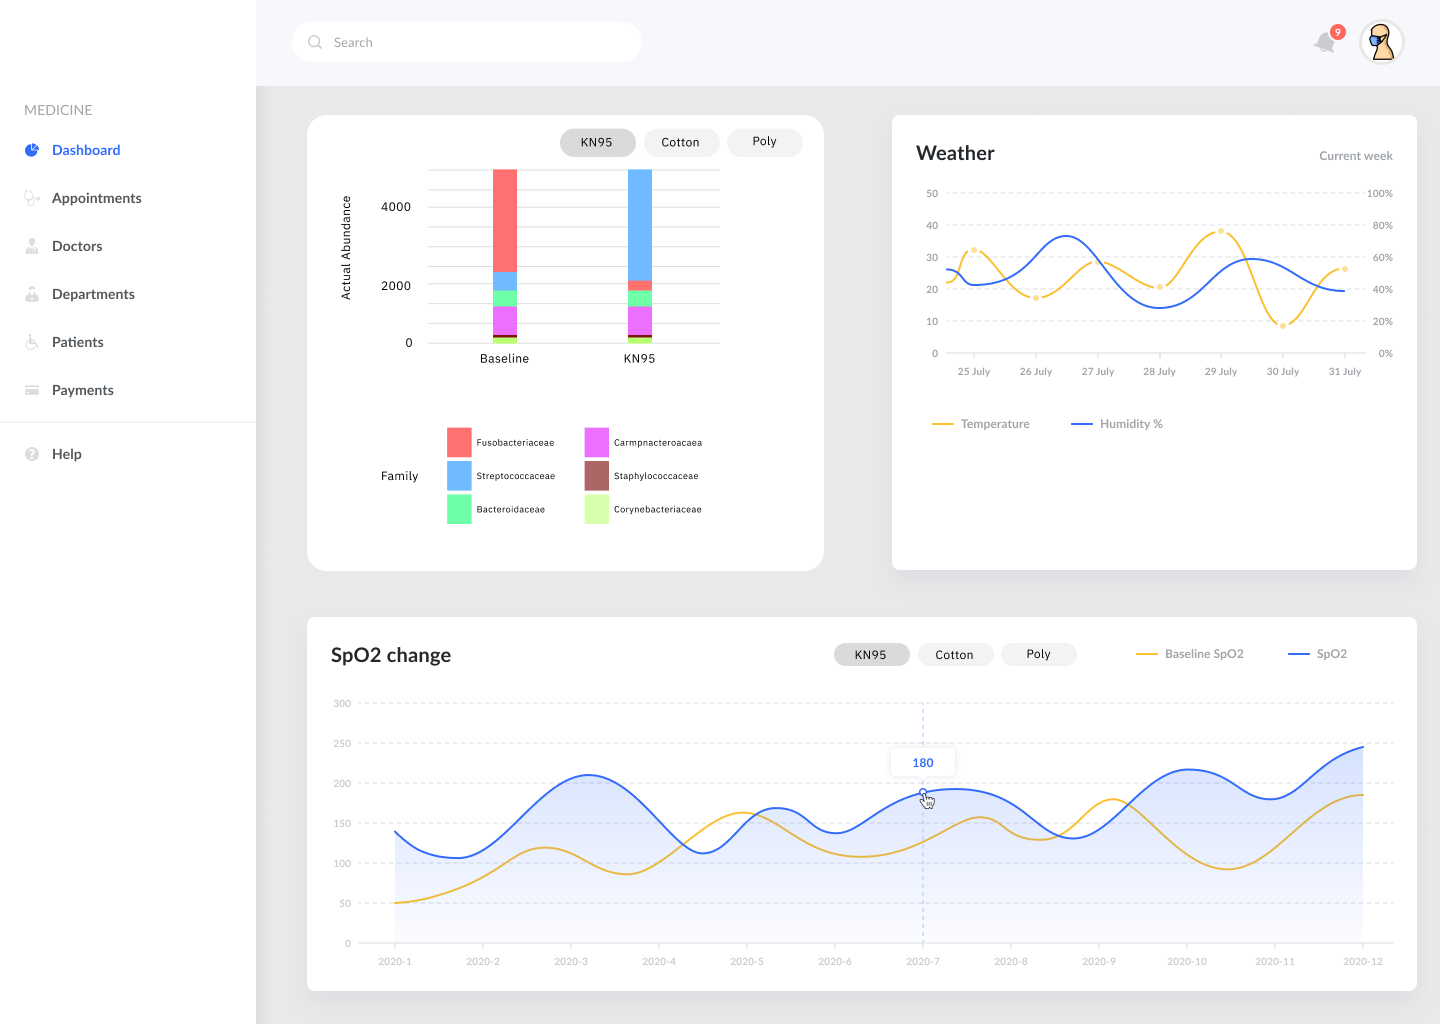 Search
9
MEDICINE
Dashboard
Appointments
Doctors
Departments
Patients
Payments
Help
KN95 Cotton Poly
Actual Abundance
4000
2000
0
Baseline KN95
Family
Fusobacteriaceae Carmpnacteroacaea
Streptococcaceae Staphylococcaceae
Bacteroidaceae Corynebacteriaceae
Weather Current week
50 100%
40 80%
30 60%
20 40%
10 20%
0 0%
25 July 26 July 27 July 28 July 29 July 30 July 31 July
Temperature Humidity %
SpO2 change KN95 Cotton Poly Baseline SpO2 SpO2
300
250
180
200
150
100
50
0
2020-1 2020-2 2020-3 2020-4 2020-5 2020-6 2020-7 2020-8 2020-9 2020-10 2020-11 2020-12